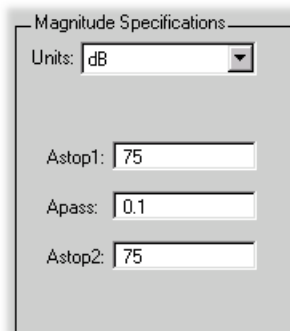 Magnitude Specifications
Units: dB
Astop1: 75
Apass: 0.1
Astop2: 75